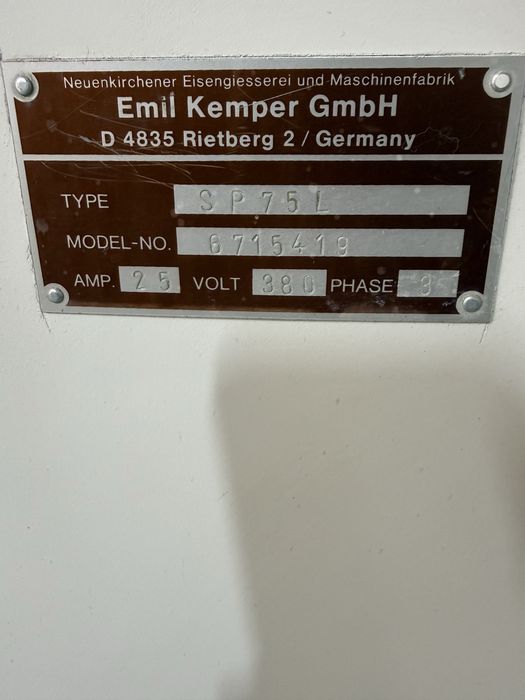 Neuenkirchener Eisengiesserei und Maschinenfabrik
Emil Kemper GmbH
D 4835 Rietberg 2 / Germany
TYPE SP75L
MODEL-NO. 6715419
AMP. 25 VOLT 380 PHASE 3